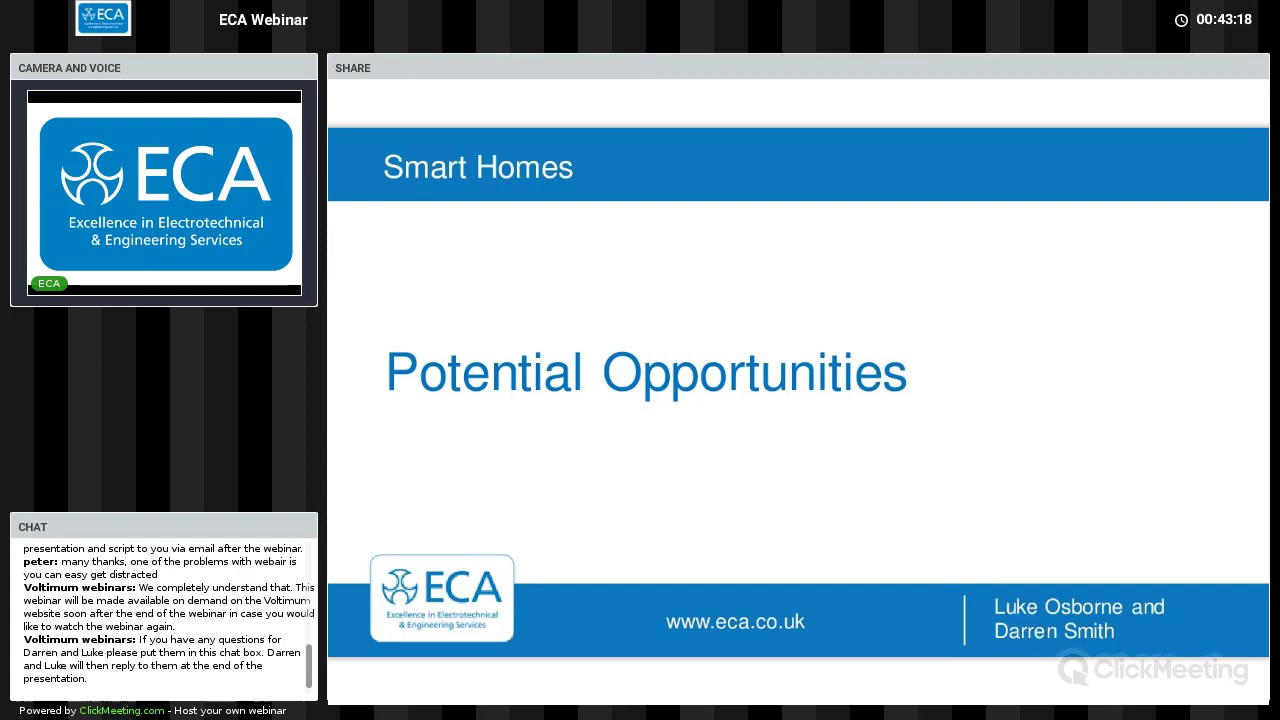 ECA
ECA Webinar
00:43:18
CAMERA AND VOICE
ECA
Excellence in Electrotechnical
& Engineering Services
ECA
SHARE
Smart Homes
Potential Opportunities
ECA
Excellence in Electrotechnical
& Engineering Services
www.eca.co.uk
Luke Osborne and
Darren Smith
ClickMeeting
CHAT
presentation and script to you via email after the webinar.
peter: many thanks, one of the problems with webair is
you can easy get distracted
Voltimum webinars: We completely understand that. This
webinar will be made available on demand on the Voltimum
website soon after the end of the webinar in case you would
like to watch the webinar again.
Voltimum webinars: If you have any questions for
Darren and Luke please put them in this chat box. Darren
and Luke will then reply to them at the end of the
presentation.
Powered by ClickMeeting.com - Host your own webinar